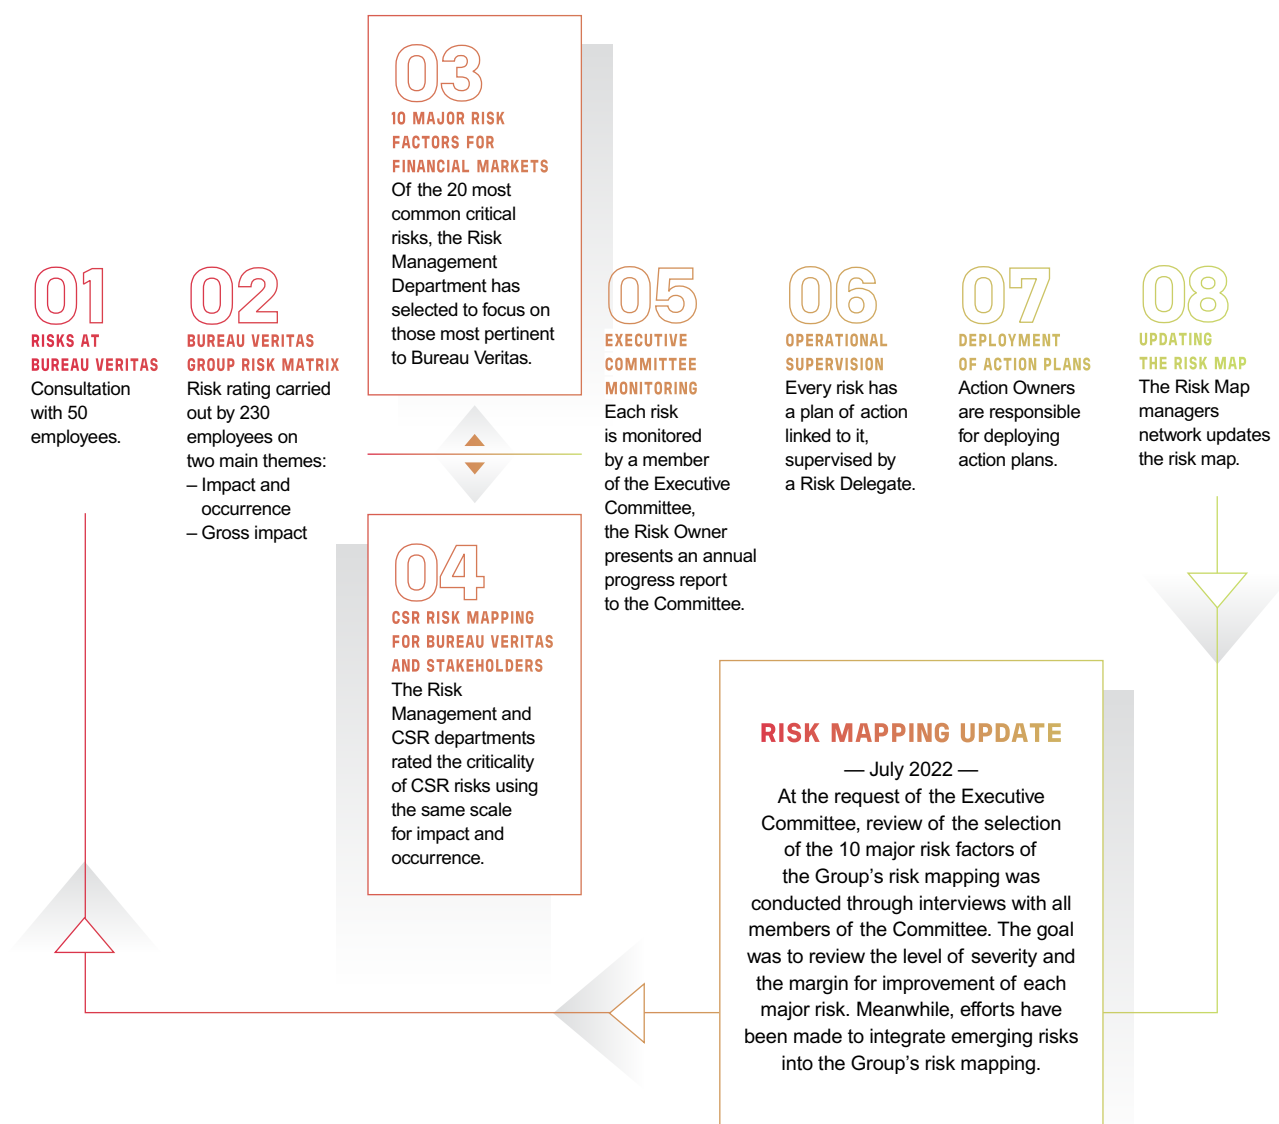 01
RISKS AT
BUREAU VERITAS
Consultation
with 50
employees.
02
BUREAU VERITAS
GROUP RISK MATRIX
Risk rating carried
out by 230
employees on
two main themes:
– Impact and
occurrence
– Gross impact
03
10 MAJOR RISK
FACTORS FOR
FINANCIAL MARKETS
Of the 20 most
common critical
risks, the Risk
Management
Department has
selected to focus on
those most pertinent
to Bureau Veritas.
04
CSR RISK MAPPING
FOR BUREAU VERITAS
AND STAKEHOLDERS
The Risk
Management and
CSR departments
rated the criticality
of CSR risks using
the same scale
for impact and
occurrence.
05
EXECUTIVE
COMMITTEE
MONITORING
Each risk
is monitored
by a member
of the Executive
Committee,
the Risk Owner
presents an annual
progress report
to the Committee.
06
OPERATIONAL
SUPERVISION
Every risk has
a plan of action
linked to it,
supervised by
a Risk Delegate.
07
DEPLOYMENT
OF ACTION PLANS
Action Owners
are responsible
for deploying
action plans.
08
UPDATING
THE RISK MAP
The Risk Map
managers
network updates
the risk map.
RISK MAPPING UPDATE
— July 2022 —
At the request of the Executive
Committee, review of the selection
of the 10 major risk factors of
the Group’s risk mapping was
conducted through interviews with all
members of the Committee. The goal
was to review the level of severity and
the margin for improvement of each
major risk. Meanwhile, efforts have
been made to integrate emerging risks
into the Group’s risk mapping.